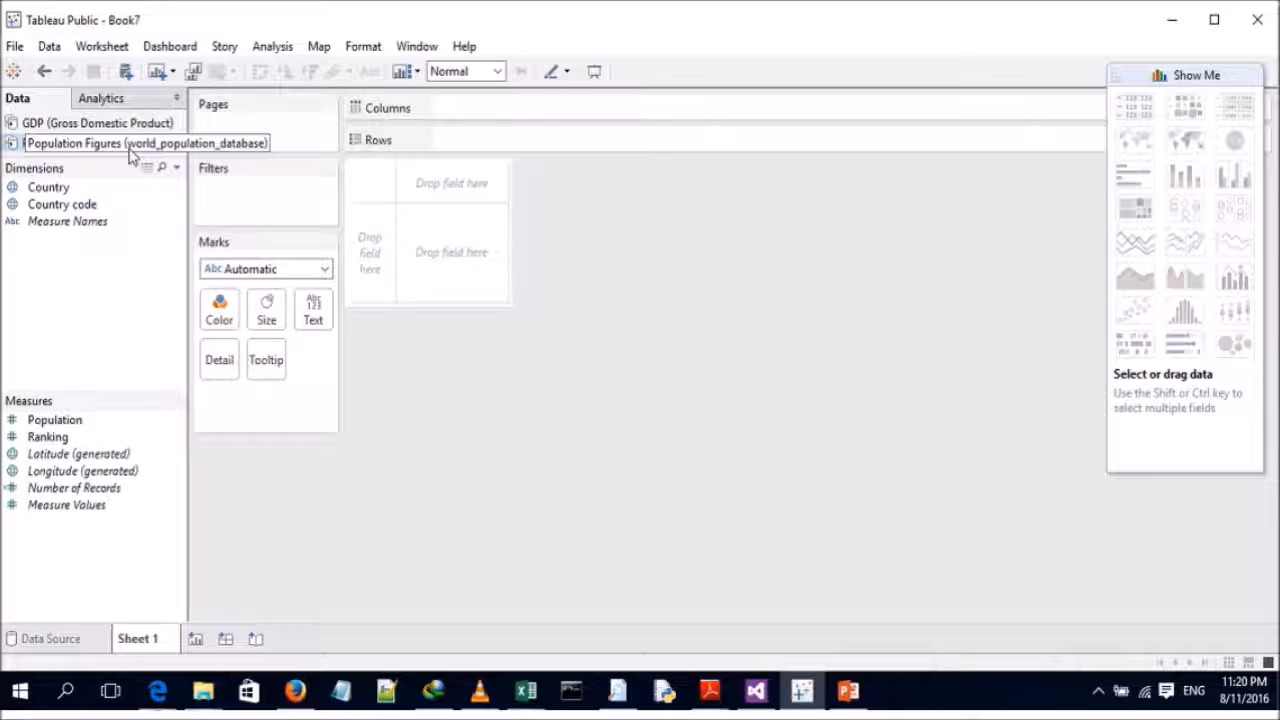 Tableau Public - Book7
File Data Worksheet Dashboard Story Analysis Map Format Window Help
Normal
Show Me
Data Analytics
GDP (Gross Domestic Product)
Population Figures (world_population_database)
Dimensions
Country
Country code
Abc Measure Names
Measures
Population
Ranking
Latitude (generated)
Longitude (generated)
Number of Records
Measure Values
Pages
Filters
Marks
Abc Automatic
Color Size Text
Abc
123
Detail Tooltip
Columns
Rows
Drop field here
Drop
field
here
Drop field here
Select or drag data
Use the Shift or Ctrl key to
select multiple fields
Data Source Sheet 1
ENG
11:20 PM
8/11/2016